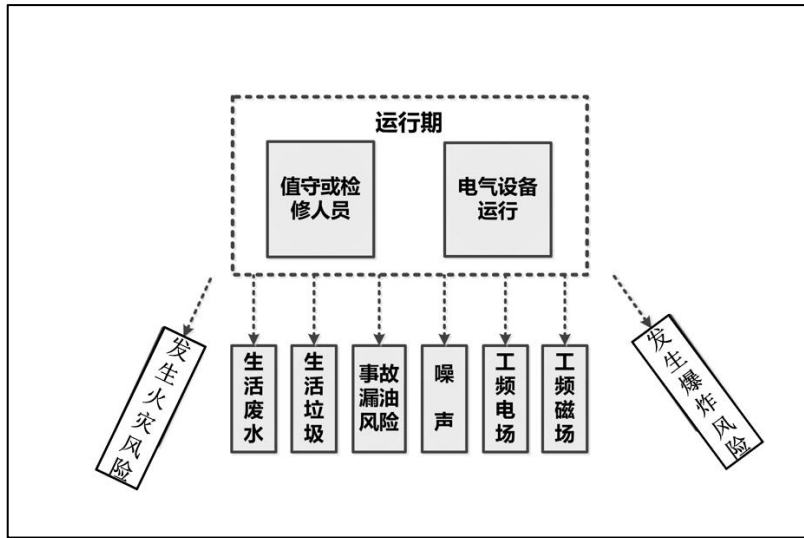 运行期
值守或检
修人员
电气设备
运行
发生火灾风险
生活废水
生活垃圾
事故
漏油
风险
噪声
工频电场
工频磁场
发生爆炸风险